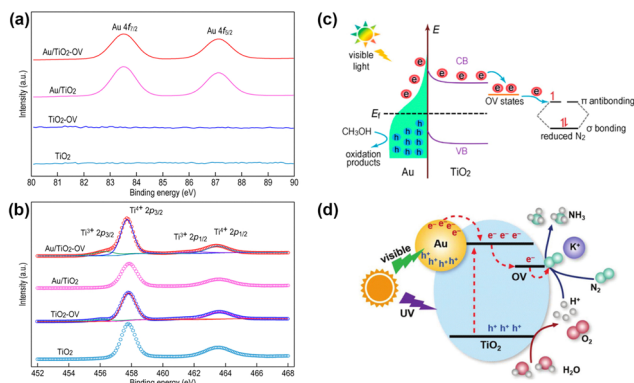 (a)
Au 4f7/2
Au 4f5/2
Au/TiO2-OV
Au/TiO2
TiO2-OV
TiO2
Intensity (a.u.)
80 81 82 83 84 85 86 87 88 89 90
Binding energy (eV)
(b)
Ti4+ 2p3/2
Ti3+ 2p3/2
Ti3+ 2p1/2
Ti4+ 2p1/2
Au/TiO2-OV
Au/TiO2
TiO2-OV
TiO2
Intensity (a.u.)
452 454 456 458 460 462 464 466 468
Binding energy (eV)
(c)
visible
light
E
CB
e e e e e e e e e e
OV states
π antibonding
σ bonding
reduced N2
Ef
CH3OH
oxidation
products
h h h h h h h h h
VB
Au
TiO2
(d)
visible
UV
Au
e- e- e- e-
h+ h+ h+ h+
e-
OV
NH3
K+
N2
H+
O2
H2O
h+ h+ h+
TiO2